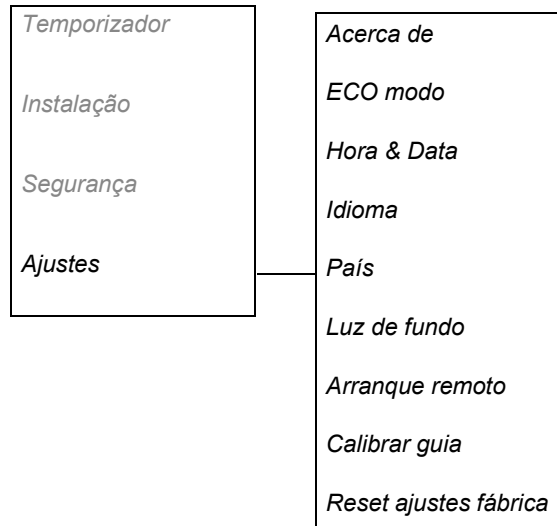 Temporizador
Instalação
Segurança
Ajustes
Acerca de
ECO modo
Hora & Data
Idioma
País
Luz de fundo
Arranque remoto
Calibrar guia
Reset ajustes fábrica